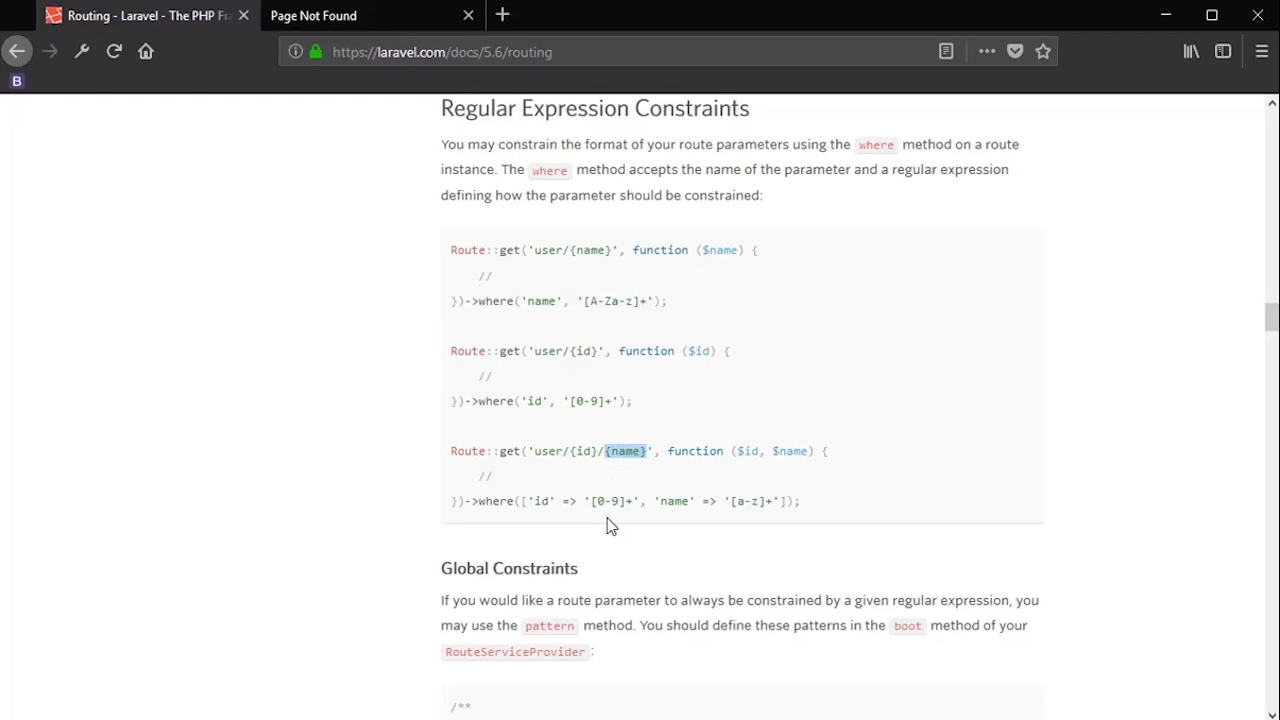 Routing - Laravel - The PHP Fra
Page Not Found
https://laravel.com/docs/5.6/routing
B
Regular Expression Constraints
You may constrain the format of your route parameters using the where method on a route
instance. The where method accepts the name of the parameter and a regular expression
defining how the parameter should be constrained:
Route::get('user/{name}', function ($name) {
//
})->where('name', '[A-Za-z]+');
Route::get('user/{id}', function ($id) {
//
})->where('id', '[0-9]+');
Route::get('user/{id}/{name}', function ($id, $name) {
//
})->where(['id' => '[0-9]+', 'name' => '[a-z]+']);
Global Constraints
If you would like a route parameter to always be constrained by a given regular expression, you
may use the pattern method. You should define these patterns in the boot method of your
RouteServiceProvider:
/**